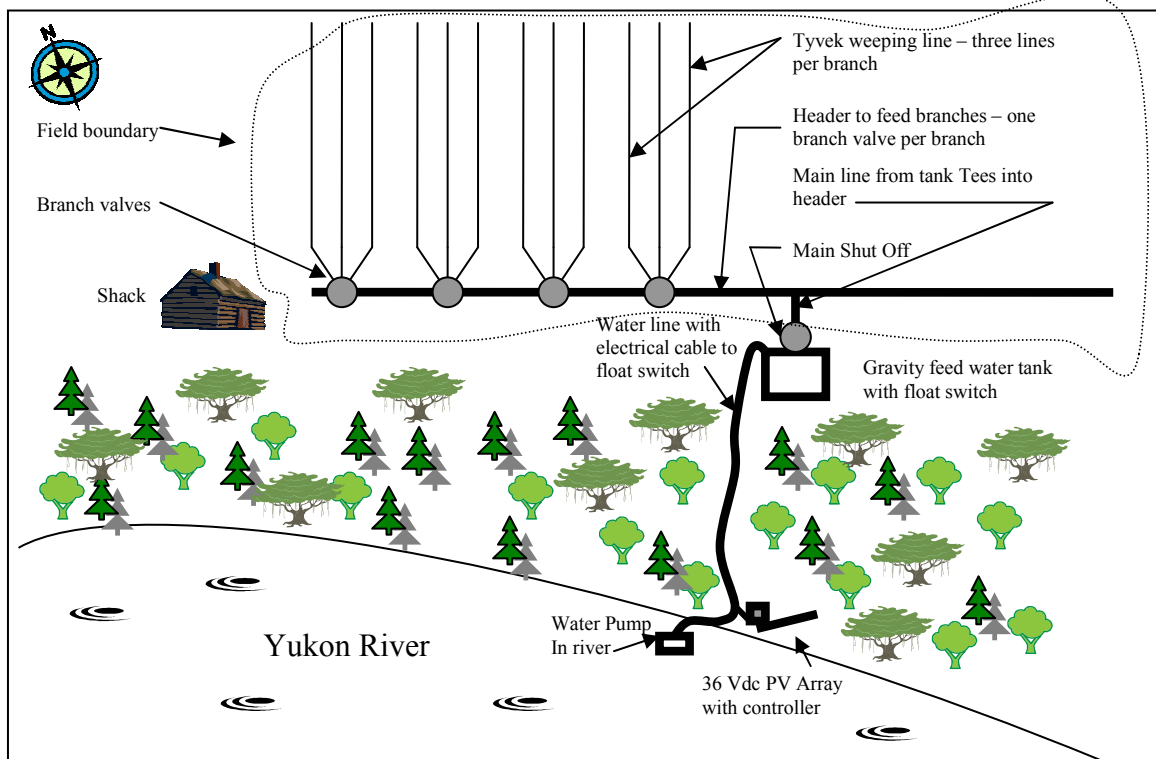 N
Tyvek weeping line – three lines
per branch
Field boundary
Header to feed branches – one
branch valve per branch
Main line from tank Tees into
header
Branch valves
Main Shut Off
Shack
Water line with
electrical cable to
float switch
Gravity feed water tank
with float switch
Water Pump
In river
Yukon River
36 Vdc PV Array
with controller